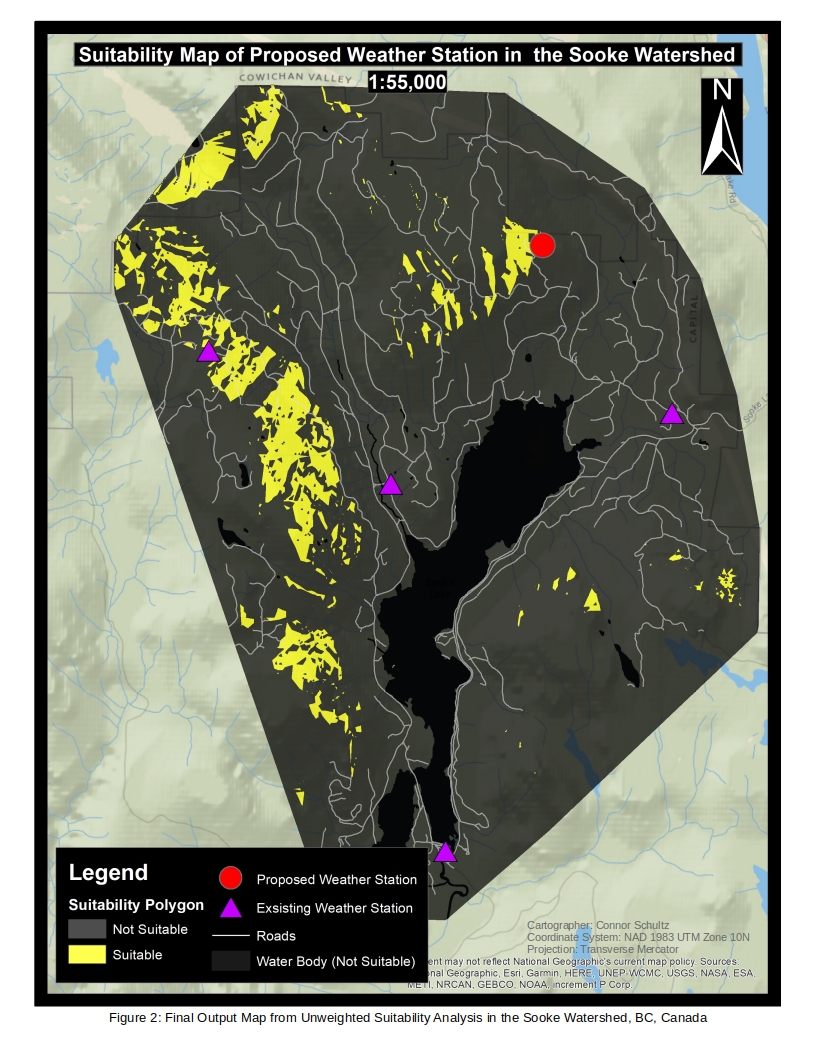 Suitability Map of Proposed Weather Station in the Sooke Watershed
COWICHAN VALLEY
1:55,000
N
Rd
CAPITAL
Sooke
Legend
Suitability Polygon
Not Suitable
Suitable
Proposed Weather Station
Exsisting Weather Station
Roads
Water Body (Not Suitable)
Cartographer: Connor Schultz
Coordinate System: NAD 1983 UTM Zone 10N
Projection: Transverse Mercator
ent may not reflect National Geographic's current map policy. Sources:
onal Geographic, Esri, Garmin, HERE, UNEP-WCMC, USGS, NASA, ESA,
METI, NRCAN, GEBCO, NOAA, increment P Corp.
Figure 2: Final Output Map from Unweighted Suitability Analysis in the Sooke Watershed, BC, Canada